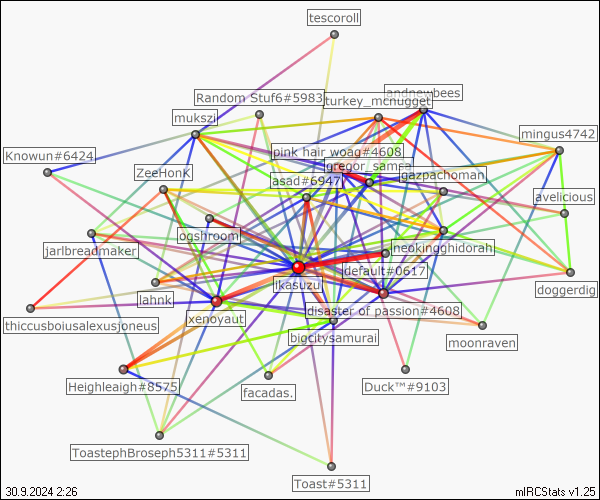 tescoroll
andnewbees
Random Stuf6#5983
turkey_mcnugget
mukszi
mingus4742
Knowun#6424
pink hair woag#4608
gregor_samsa
ZeeHonK
asad#6947
gazpachoman_
avelicious
ogshroom
jarlbreadmaker
neokingghidorah
default#0617
ikasuzu
doggerdig
lahnk
disaster of passion#4608
xenoyaut
thiccusboiusalexusjoneus
bigcitysamurai
moonraven
Heighleaigh#8575
facadas.
Duck™#9103
ToastephBroseph5311#5311
Toast#5311
30.9.2024 2:26
mIRCStats v1.25